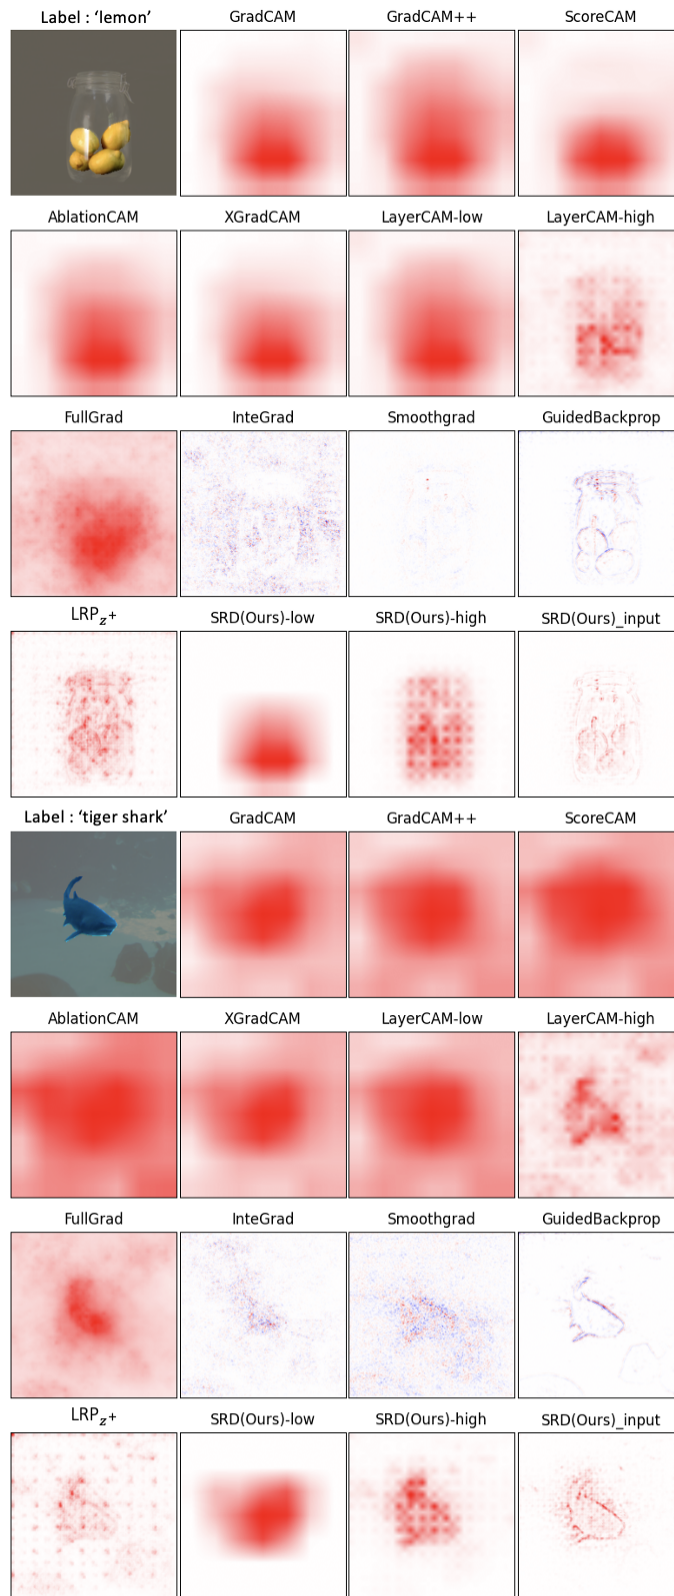 Label : ‘lemon’ GradCAM GradCAM++ ScoreCAM
AblationCAM XGradCAM LayerCAM-low LayerCAM-high
FullGrad InteGrad Smoothgrad GuidedBackprop
LRP_z+ SRD(Ours)-low SRD(Ours)-high SRD(Ours)_input
Label : ‘tiger shark’ GradCAM GradCAM++ ScoreCAM
AblationCAM XGradCAM LayerCAM-low LayerCAM-high
FullGrad InteGrad Smoothgrad GuidedBackprop
LRP_z+ SRD(Ours)-low SRD(Ours)-high SRD(Ours)_input